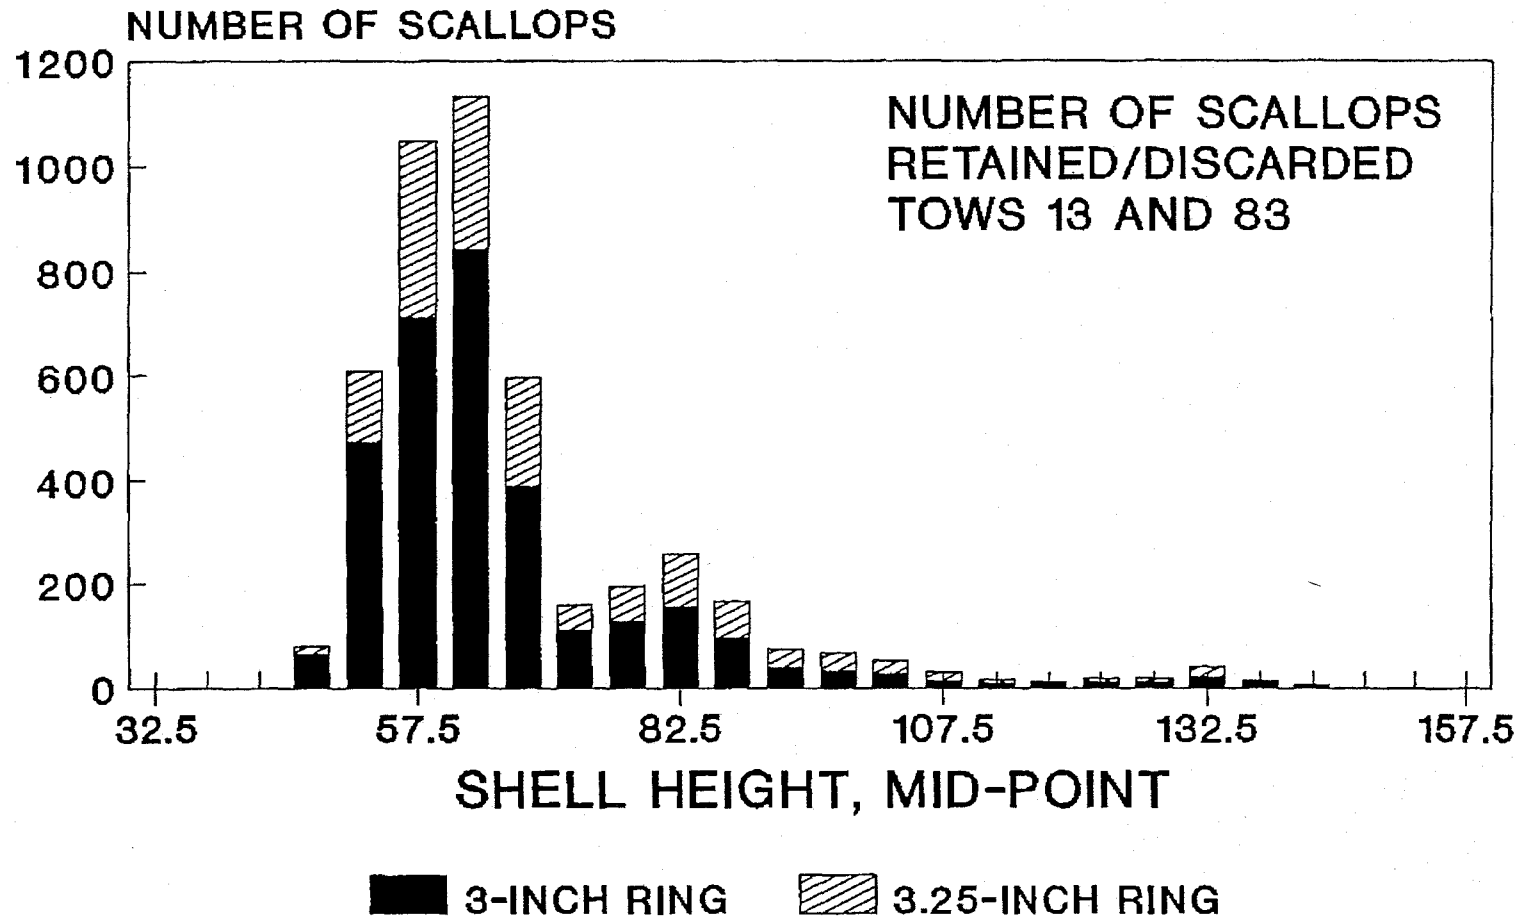 NUMBER OF SCALLOPS
1200
1000
800
600
400
200
0
NUMBER OF SCALLOPS
RETAINED/DISCARDED
TOWS 13 AND 83
32.5 57.5 82.5 107.5 132.5 157.5
SHELL HEIGHT, MID-POINT
3-INCH RING 3.25-INCH RING